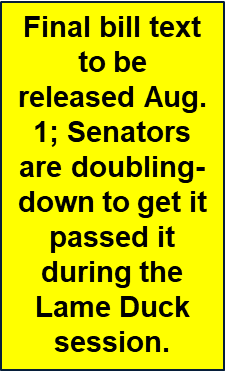 Final bill text
to be
released Aug.
1; Senators
are doubling-
down to get it
passed it
during the
Lame Duck
session.